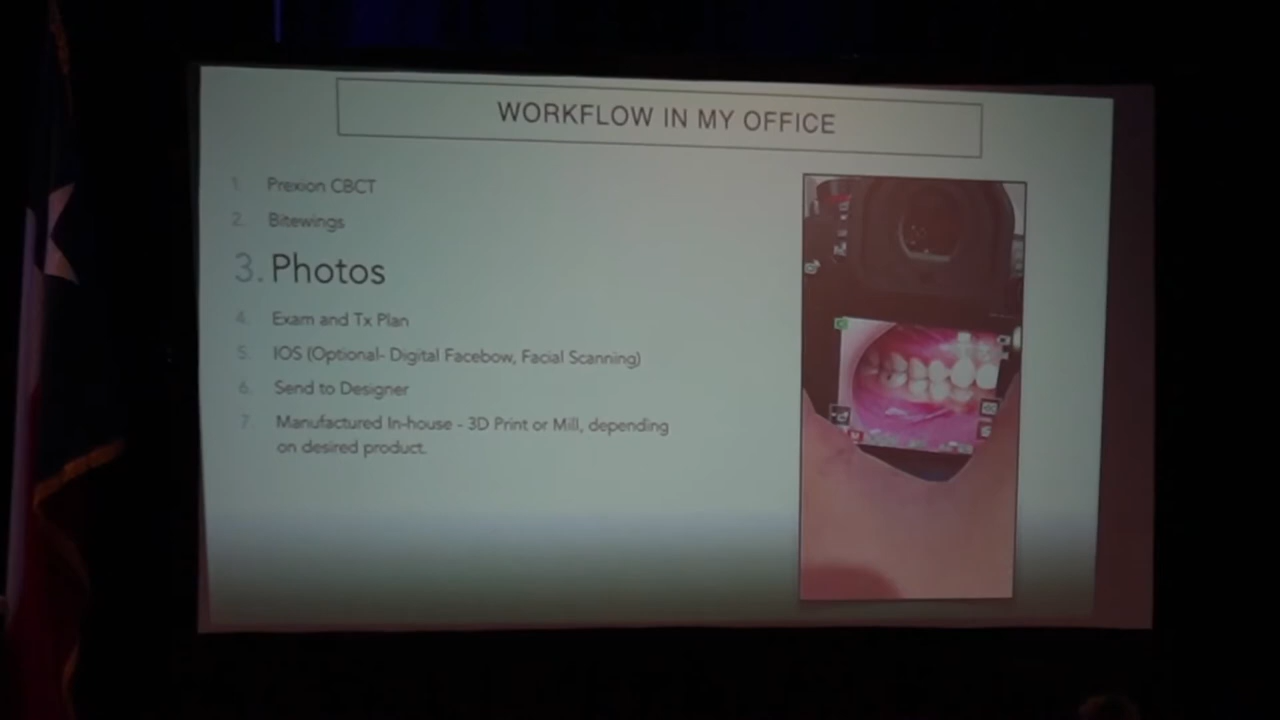 WORKFLOW IN MY OFFICE
1. Prexion CBCT
2. Bitewings
3. Photos
4. Exam and Tx Plan
5. IOS (Optional- Digital Facebow, Facial Scanning)
6. Send to Designer
7. Manufactured In-house - 3D Print or Mill, depending
on desired product.